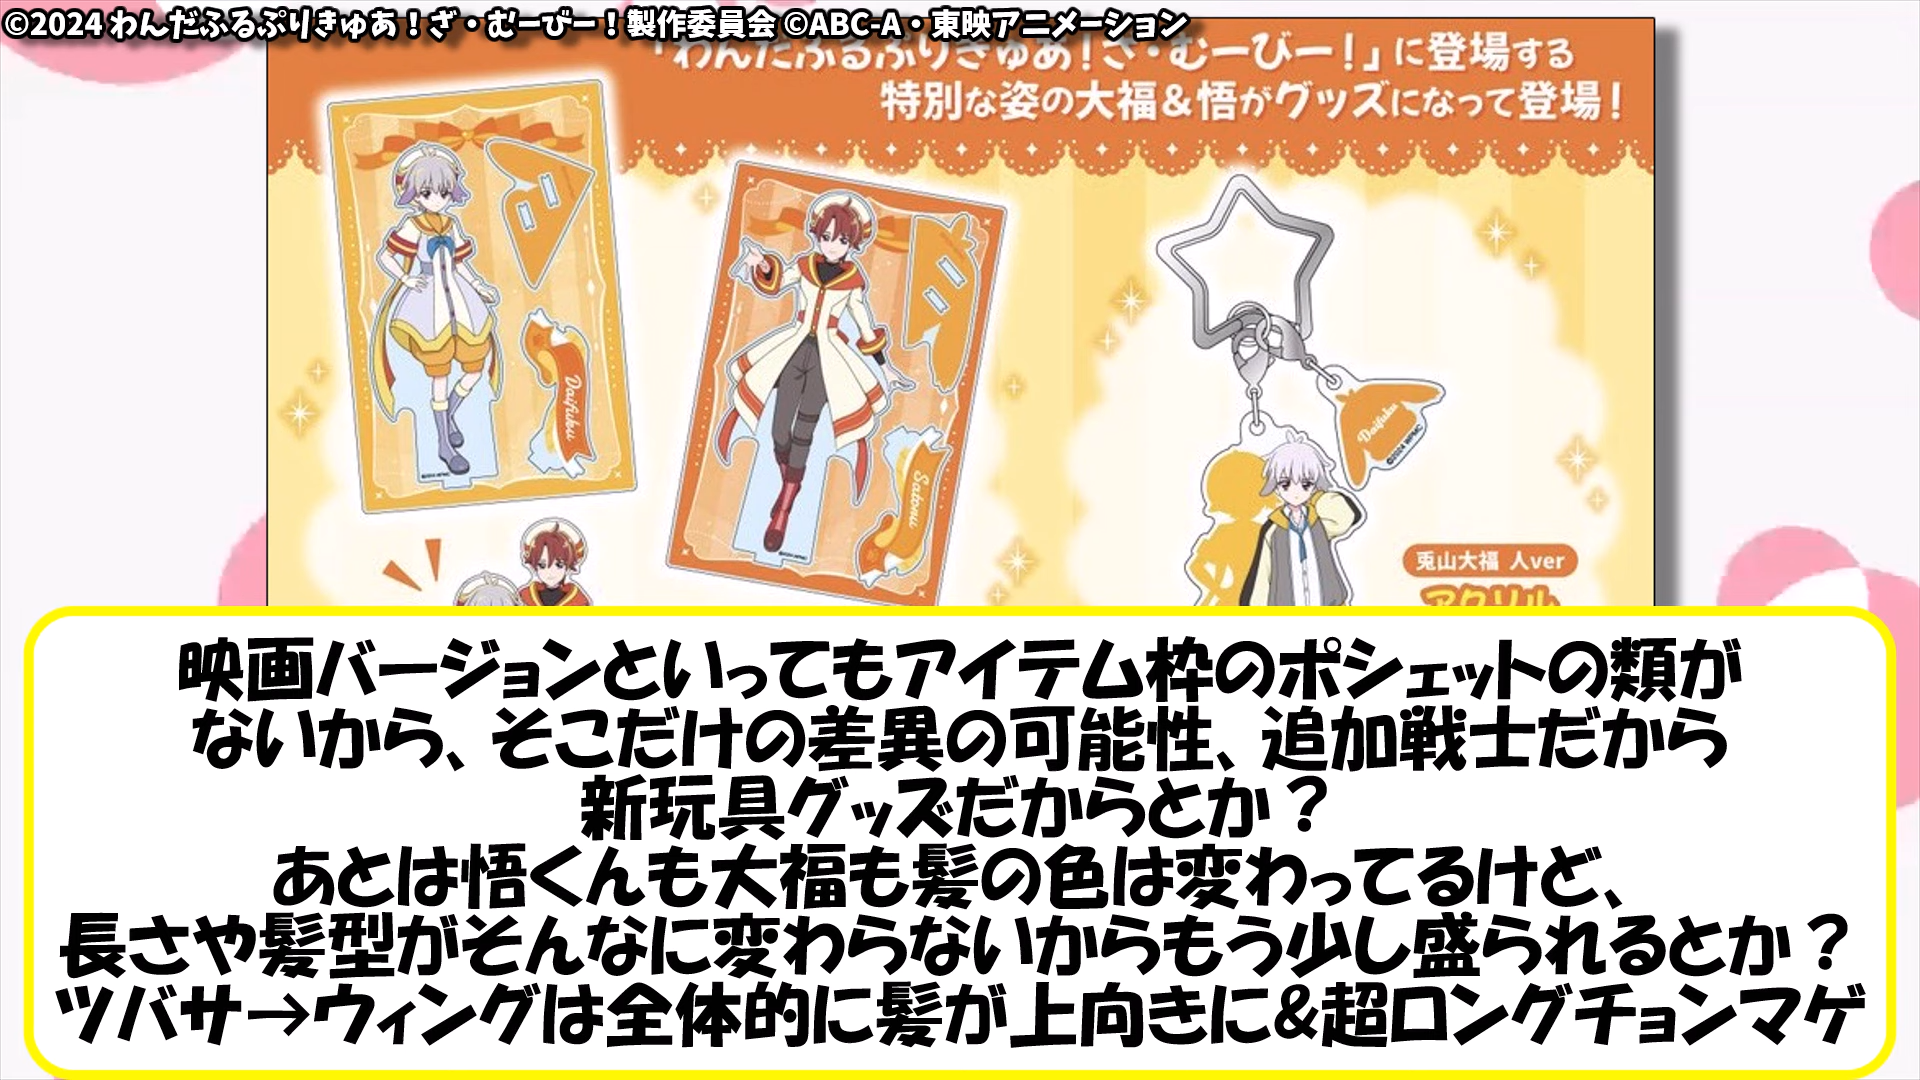 ©2024 わんだふるぷりきゅあ！ざ・むーびー！製作委員会 ©ABC-A・東映アニメーション
「わんだふるぷりきゅあ！ざ・むーびー！」に登場する
特別な姿の大福＆悟がグッズになって登場！
Daifuku
Satoru
Daifuku
©2024 WPMC
兎山大福 人ver
アクリル
映画バージョンといってもアイテム枠のポシェットの類が
ないから、そこだけの差異の可能性、追加戦士だから
新玩具グッズだからとか？
あとは悟くんも大福も髪の色は変わってるけど、
長さや髪型がそんなに変わらないからもう少し盛られるとか？
ツバサ→ウィングは全体的に髪が上向きに&超ロングチョンマゲ